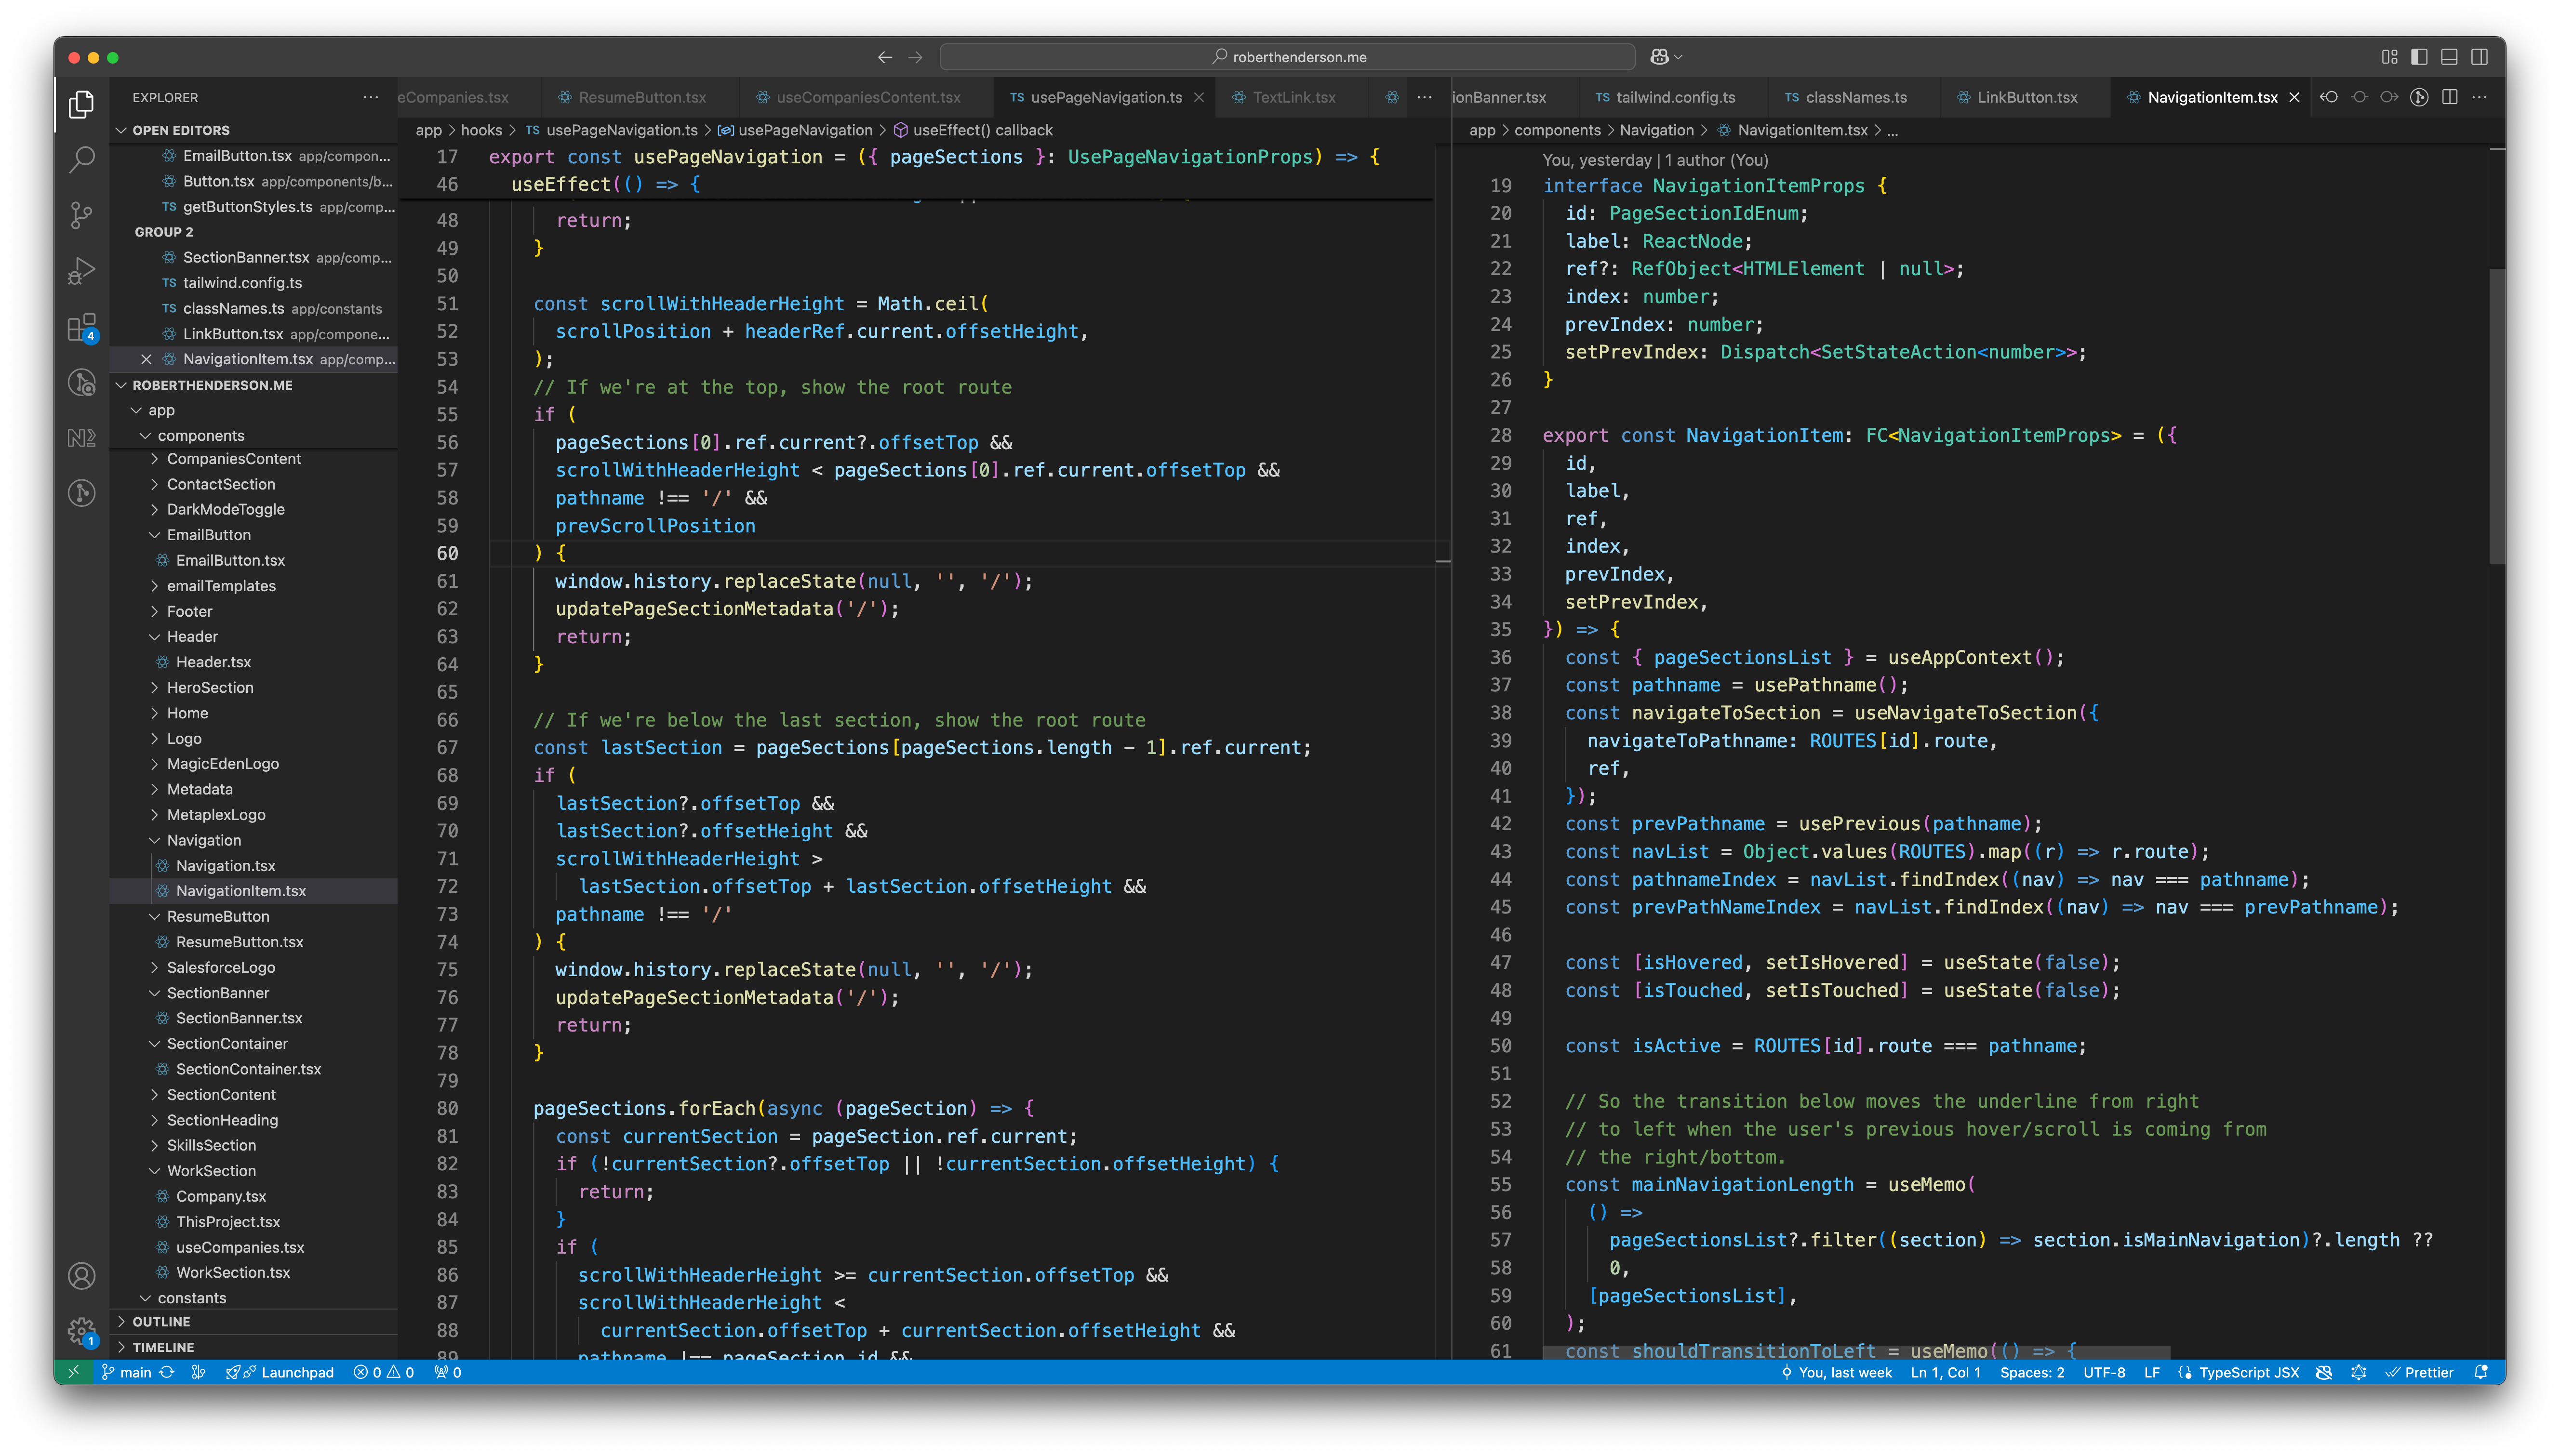 roberthenderson.me
EXPLORER
OPEN EDITORS
EmailButton.tsx app/compon...
Button.tsx app/components/b...
TS getButtonStyles.ts app/comp...
GROUP 2
SectionBanner.tsx app/comp...
TS tailwind.config.ts
TS classNames.ts app/constants
LinkButton.tsx app/compone...
NavigationItem.tsx app/comp...
ROBERTHENDERSON.ME
app
components
CompaniesContent
ContactSection
DarkModeToggle
EmailButton
EmailButton.tsx
emailTemplates
Footer
Header
Header.tsx
HeroSection
Home
Logo
MagicEdenLogo
Metadata
MetaplexLogo
Navigation
Navigation.tsx
NavigationItem.tsx
ResumeButton
ResumeButton.tsx
SalesforceLogo
SectionBanner
SectionBanner.tsx
SectionContainer
SectionContainer.tsx
SectionContent
SectionHeading
SkillsSection
WorkSection
Company.tsx
ThisProject.tsx
useCompanies.tsx
WorkSection.tsx
constants
OUTLINE
TIMELINE
4
1
eCompanies.tsx ResumeButton.tsx useCompaniesContent.tsx TS usePageNavigation.ts TextLink.tsx ...
app > hooks > TS usePageNavigation.ts > usePageNavigation > useEffect() callback
17 export const usePageNavigation = ({ pageSections }: UsePageNavigationProps) => {
46 useEffect(() => {
48 return;
49 }
50
51 const scrollWithHeaderHeight = Math.ceil(
52 scrollPosition + headerRef.current.offsetHeight,
53 );
54 // If we're at the top, show the root route
55 if (
56 pageSections[0].ref.current?.offsetTop &&
57 scrollWithHeaderHeight < pageSections[0].ref.current.offsetTop &&
58 pathname !== '/' &&
59 prevScrollPosition
60 ) {
61 window.history.replaceState(null, '', '/');
62 updatePageSectionMetadata('/');
63 return;
64 }
65
66 // If we're below the last section, show the root route
67 const lastSection = pageSections[pageSections.length - 1].ref.current;
68 if (
69 lastSection?.offsetTop &&
70 lastSection?.offsetHeight &&
71 scrollWithHeaderHeight >
72 lastSection.offsetTop + lastSection.offsetHeight &&
73 pathname !== '/'
74 ) {
75 window.history.replaceState(null, '', '/');
76 updatePageSectionMetadata('/');
77 return;
78 }
79
80 pageSections.forEach(async (pageSection) => {
81 const currentSection = pageSection.ref.current;
82 if (!currentSection?.offsetTop || !currentSection.offsetHeight) {
83 return;
84 }
85 if (
86 scrollWithHeaderHeight >= currentSection.offsetTop &&
87 scrollWithHeaderHeight <
88 currentSection.offsetTop + currentSection.offsetHeight &&
89 pathname !== pageSection.id &&
ionBanner.tsx TS tailwind.config.ts TS classNames.ts LinkButton.tsx NavigationItem.tsx
app > components > Navigation > NavigationItem.tsx > ...
You, yesterday | 1 author (You)
19 interface NavigationItemProps {
20 id: PageSectionIdEnum;
21 label: ReactNode;
22 ref?: RefObject<HTMLElement | null>;
23 index: number;
24 prevIndex: number;
25 setPrevIndex: Dispatch<SetStateAction<number>>;
26 }
27
28 export const NavigationItem: FC<NavigationItemProps> = ({
29 id,
30 label,
31 ref,
32 index,
33 prevIndex,
34 setPrevIndex,
35 }) => {
36 const { pageSectionsList } = useAppContext();
37 const pathname = usePathname();
38 const navigateToSection = useNavigateToSection({
39 navigateToPathname: ROUTES[id].route,
40 ref,
41 });
42 const prevPathname = usePrevious(pathname);
43 const navList = Object.values(ROUTES).map((r) => r.route);
44 const pathnameIndex = navList.findIndex((nav) => nav === pathname);
45 const prevPathNameIndex = navList.findIndex((nav) => nav === prevPathname);
46
47 const [isHovered, setIsHovered] = useState(false);
48 const [isTouched, setIsTouched] = useState(false);
49
50 const isActive = ROUTES[id].route === pathname;
51
52 // So the transition below moves the underline from right
53 // to left when the user's previous hover/scroll is coming from
54 // the right/bottom.
55 const mainNavigationLength = useMemo(
56 () =>
57 pageSectionsList?.filter((section) => section.isMainNavigation)?.length ??
58 0,
59 [pageSectionsList],
60 );
61 const shouldTransitionToLeft = useMemo(() => {
main Launchpad 0 0 0
You, last week Ln 1, Col 1 Spaces: 2 UTF-8 LF TypeScript JSX Prettier